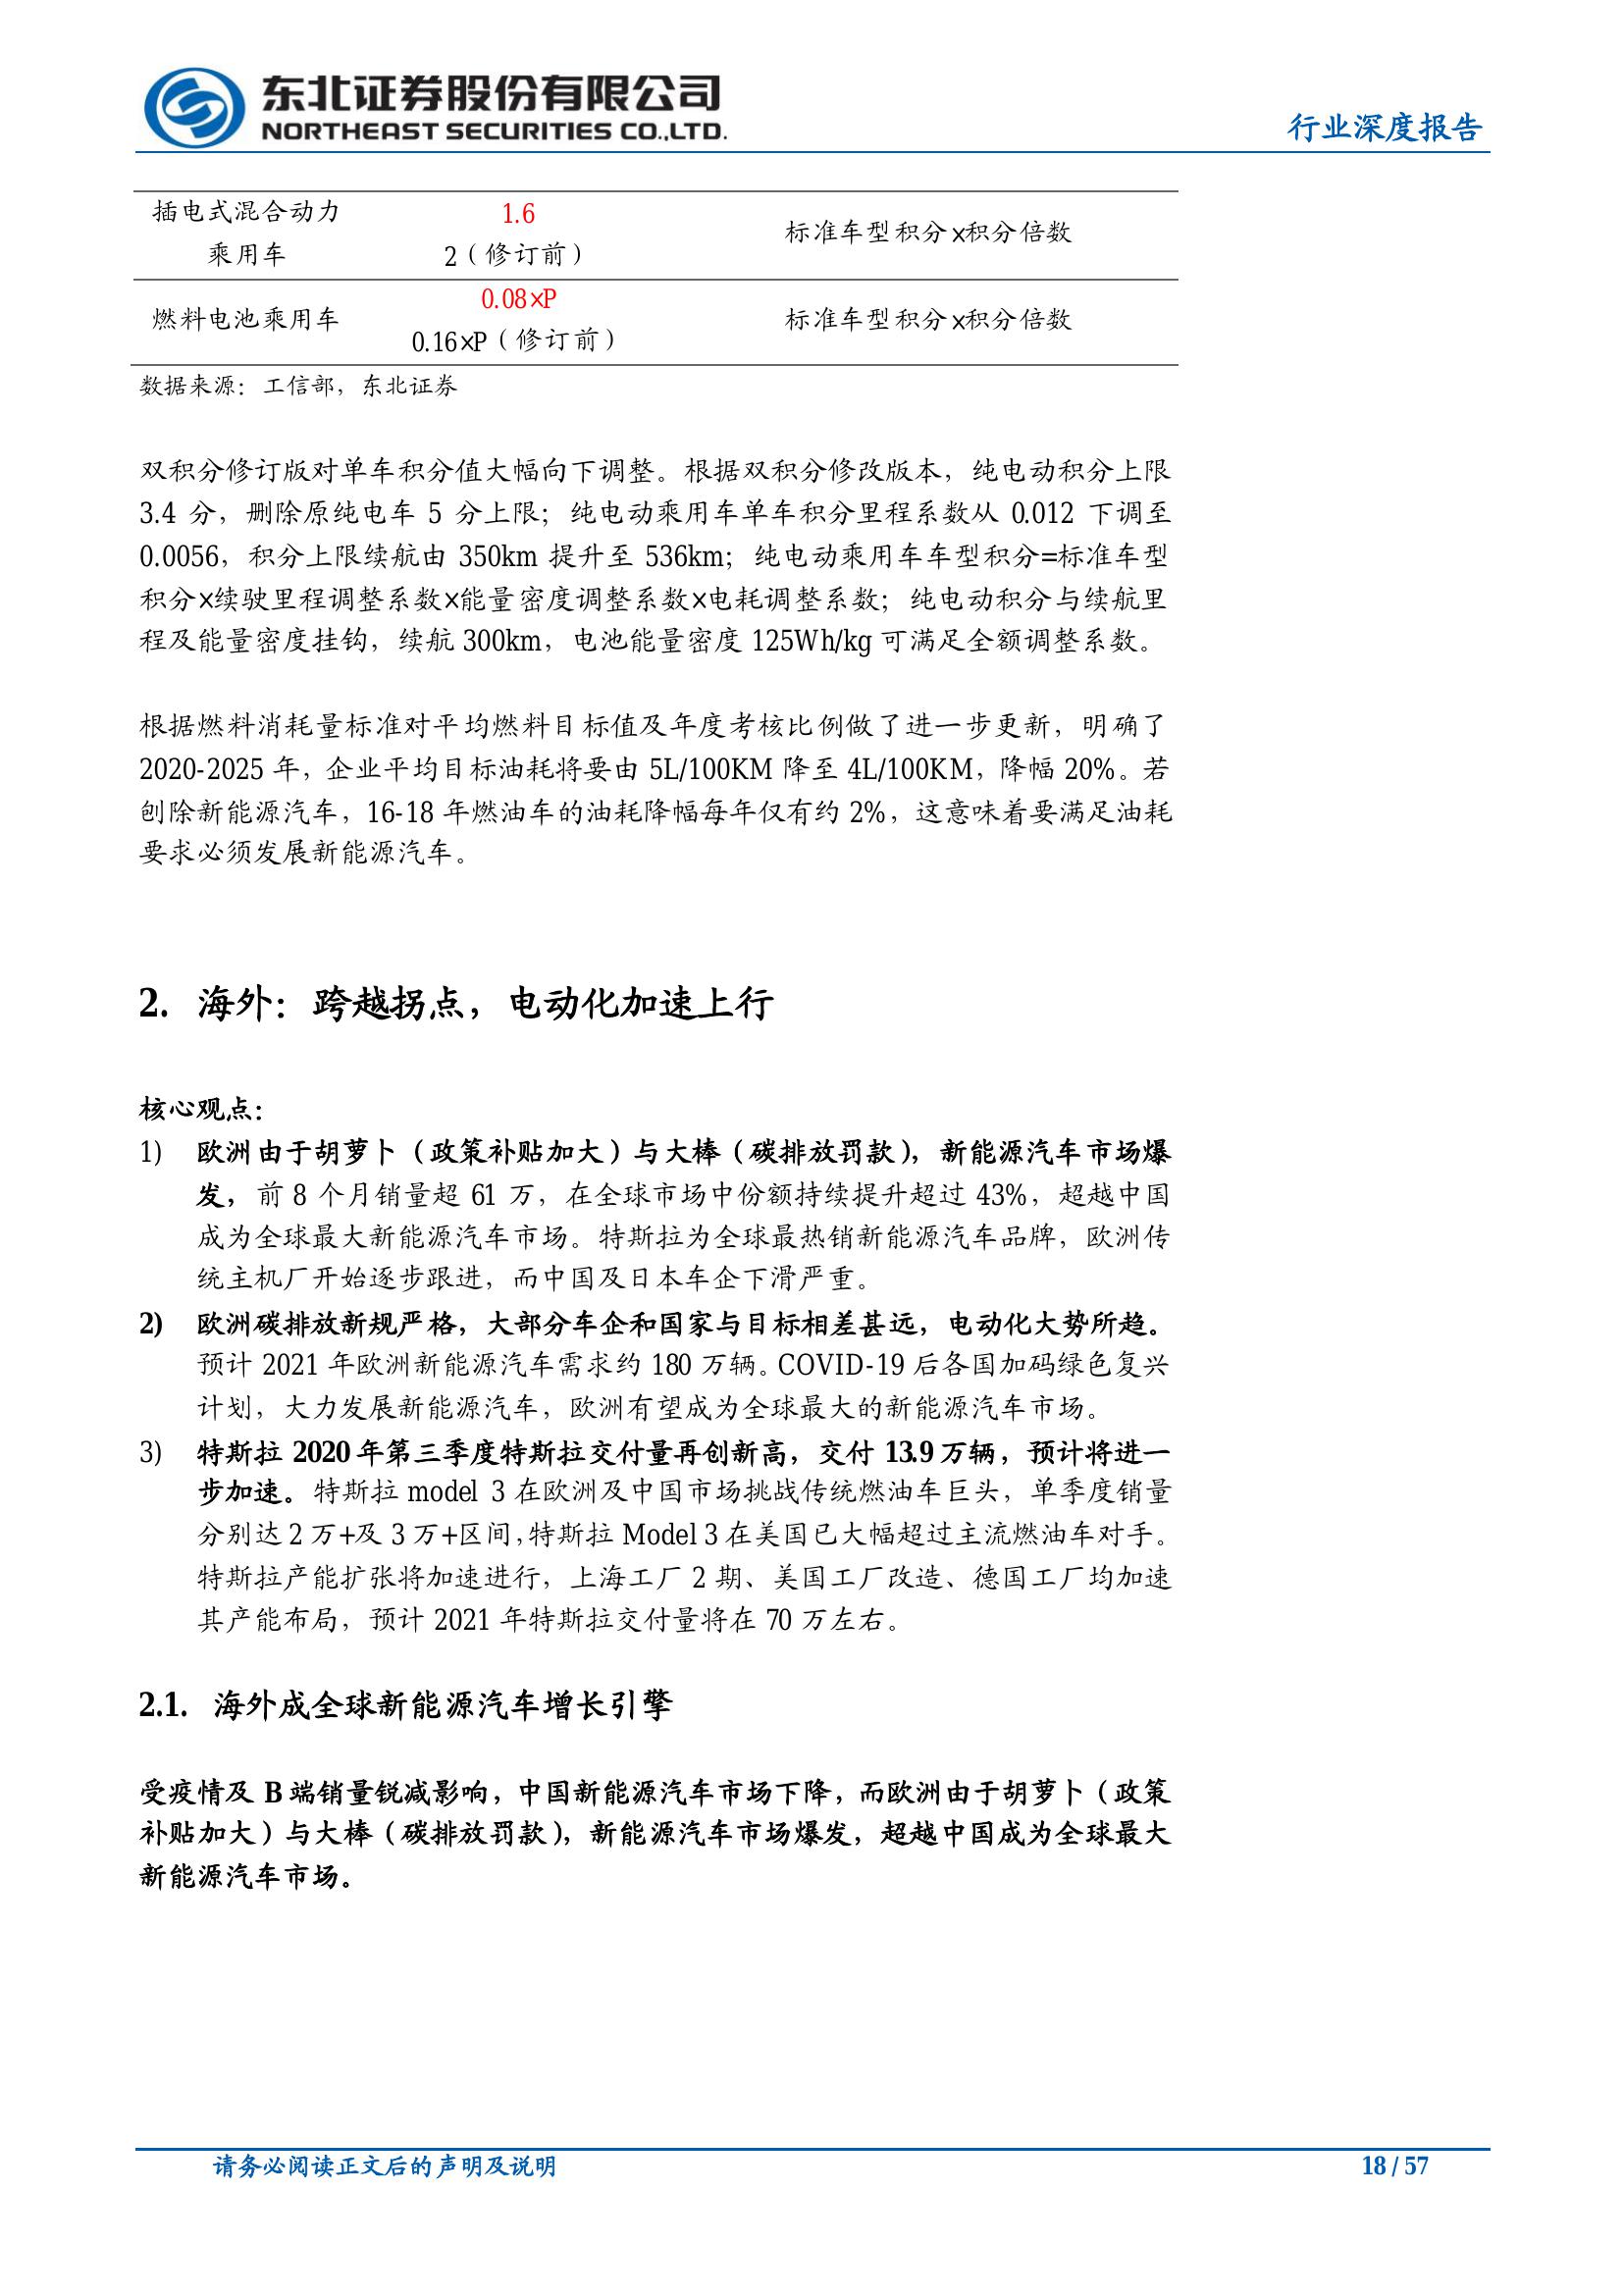 东北证券股份有限公司
NORTHEAST SECURITIES CO.,LTD.
行业深度报告
插电式混合动力
乘用车
1.6
2（修订前）
标准车型积分×积分倍数
燃料电池乘用车
0.08×P
0.16×P（修订前）
标准车型积分×积分倍数
数据来源：工信部，东北证券
双积分修订版对单车积分值大幅向下调整。根据双积分修改版本，纯电动积分上限
3.4 分，删除原纯电车 5 分上限；纯电动乘用车单车积分里程系数从 0.012 下调至
0.0056，积分上限续航由 350km 提升至 536km；纯电动乘用车车型积分=标准车型
积分×续驶里程调整系数×能量密度调整系数×电耗调整系数；纯电动积分与续航里
程及能量密度挂钩，续航 300km，电池能量密度 125Wh/kg 可满足全额调整系数。
根据燃料消耗量标准对平均燃料目标值及年度考核比例做了进一步更新，明确了
2020-2025 年，企业平均目标油耗将要由 5L/100KM 降至 4L/100KM，降幅 20%。若
刨除新能源汽车，16-18 年燃油车的油耗降幅每年仅有约 2%，这意味着要满足油耗
要求必须发展新能源汽车。
2. 海外：跨越拐点，电动化加速上行
核心观点：
1) 欧洲由于胡萝卜（政策补贴加大）与大棒（碳排放罚款），新能源汽车市场爆
发，前 8 个月销量超 61 万，在全球市场中份额持续提升超过 43%，超越中国
成为全球最大新能源汽车市场。特斯拉为全球最热销新能源汽车品牌，欧洲传
统主机厂开始逐步跟进，而中国及日本车企下滑严重。
2) 欧洲碳排放新规严格，大部分车企和国家与目标相差甚远，电动化大势所趋。
预计 2021 年欧洲新能源汽车需求约 180 万辆。COVID-19 后各国加码绿色复兴
计划，大力发展新能源汽车，欧洲有望成为全球最大的新能源汽车市场。
3) 特斯拉 2020 年第三季度特斯拉交付量再创新高，交付 13.9 万辆，预计将进一
步加速。特斯拉 model 3 在欧洲及中国市场挑战传统燃油车巨头，单季度销量
分别达 2 万+及 3 万+区间，特斯拉 Model 3 在美国已大幅超过主流燃油车对手。
特斯拉产能扩张将加速进行，上海工厂 2 期、美国工厂改造、德国工厂均加速
其产能布局，预计 2021 年特斯拉交付量将在 70 万左右。
2.1. 海外成全球新能源汽车增长引擎
受疫情及 B 端销量锐减影响，中国新能源汽车市场下降，而欧洲由于胡萝卜（政策
补贴加大）与大棒（碳排放罚款），新能源汽车市场爆发，超越中国成为全球最大
新能源汽车市场。
请务必阅读正文后的声明及说明
18 / 57